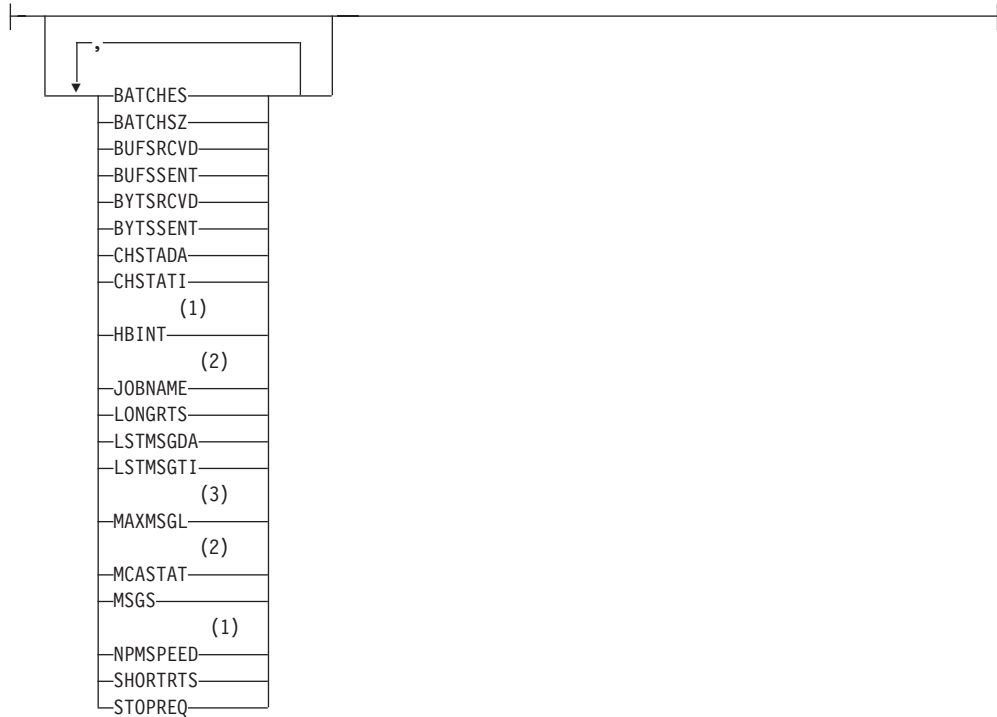 ,
BATCHES
BATCHSZ
BUFSRCVD
BUFSSENT
BYTSRCVD
BYTSSENT
CHSTADA
CHSTATI
(1)
HBINT
(2)
JOBNAME
LONGRTS
LSTMSGDA
LSTMSGTI
(3)
MAXMSGL
(2)
MCASTAT
MSGS
(1)
NPMSPEED
SHORTRTS
STOPREQ